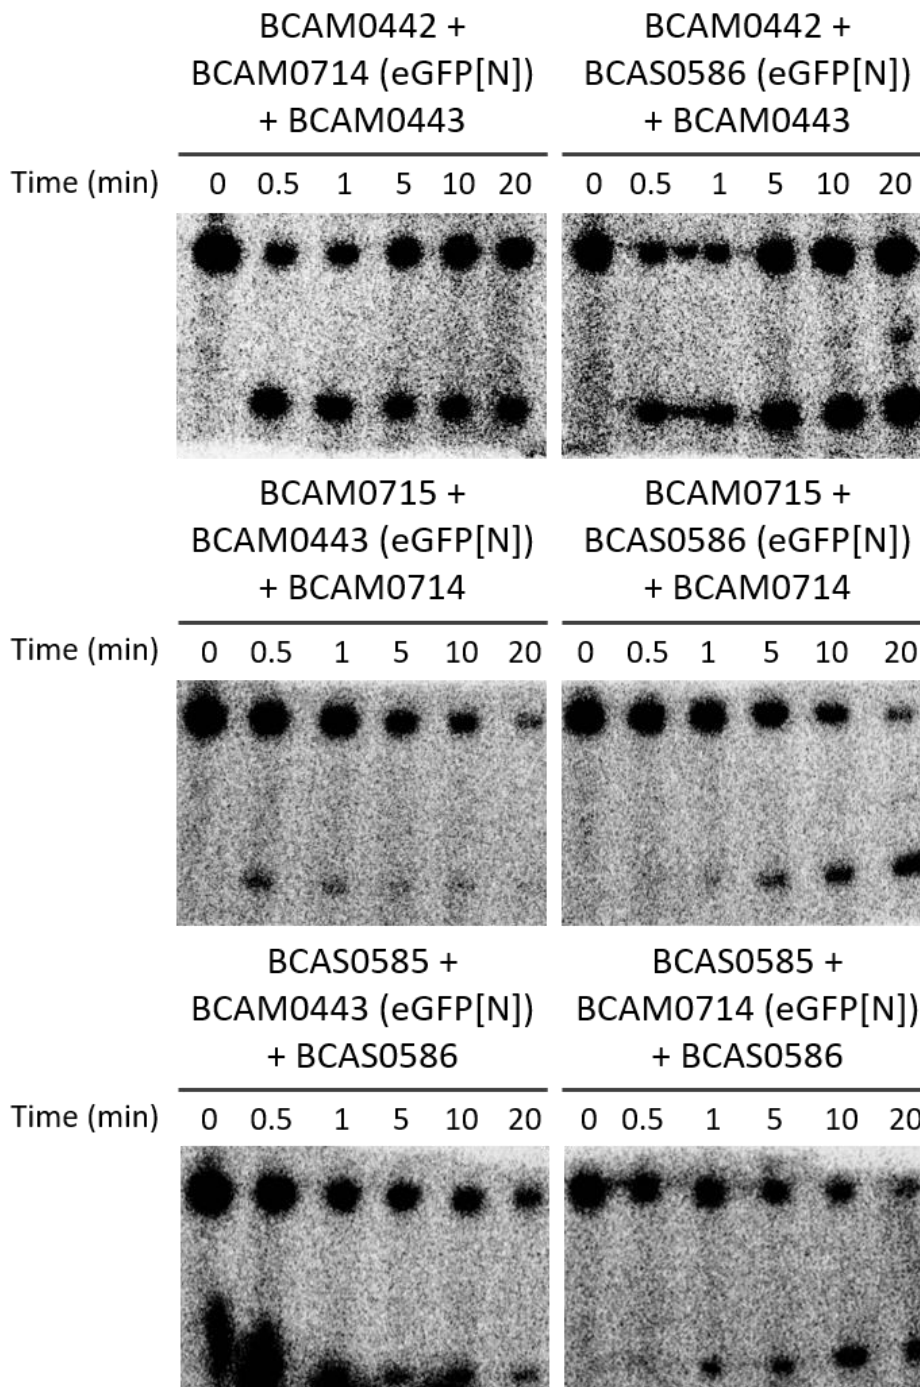 BCAM0442 +
BCAM0714 (eGFP[N])
+ BCAM0443
BCAM0442 +
BCAS0586 (eGFP[N])
+ BCAM0443
Time (min) 0 0.5 1 5 10 20 0 0.5 1 5 10 20
BCAM0715 +
BCAM0443 (eGFP[N])
+ BCAM0714
BCAM0715 +
BCAS0586 (eGFP[N])
+ BCAM0714
Time (min) 0 0.5 1 5 10 20 0 0.5 1 5 10 20
BCAS0585 +
BCAM0443 (eGFP[N])
+ BCAS0586
BCAS0585 +
BCAM0714 (eGFP[N])
+ BCAS0586
Time (min) 0 0.5 1 5 10 20 0 0.5 1 5 10 20